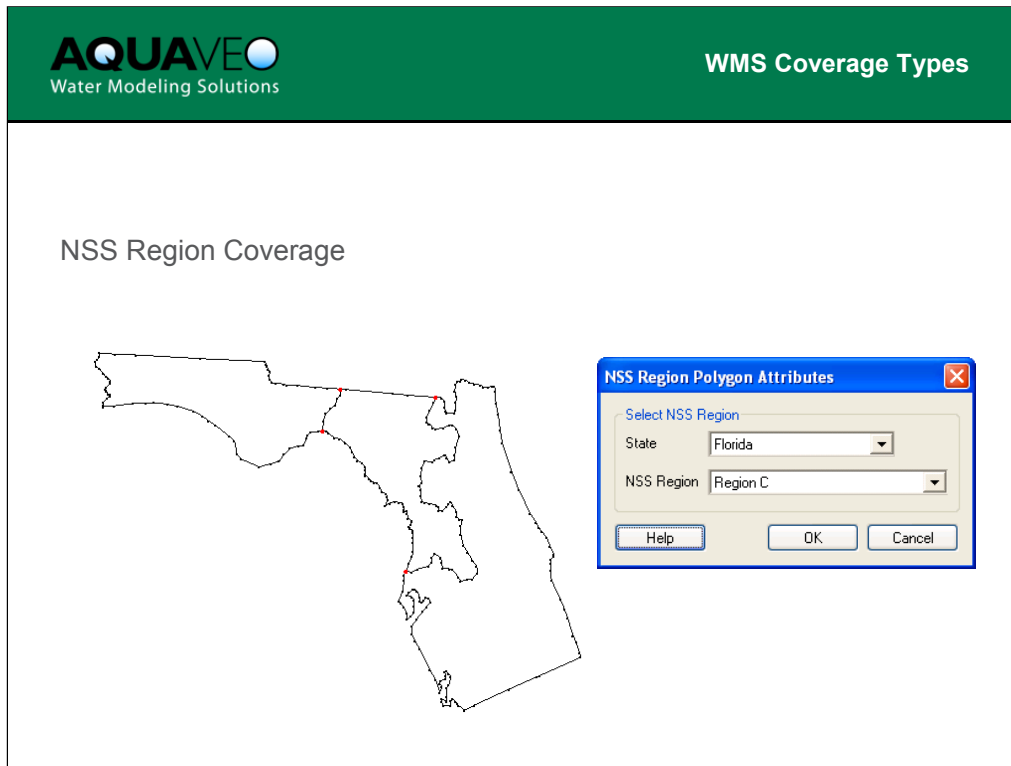 AQUAVEO
Water Modeling Solutions
WMS Coverage Types
NSS Region Coverage
NSS Region Polygon Attributes
Select NSS Region
State Florida
NSS Region Region C
Help OK Cancel